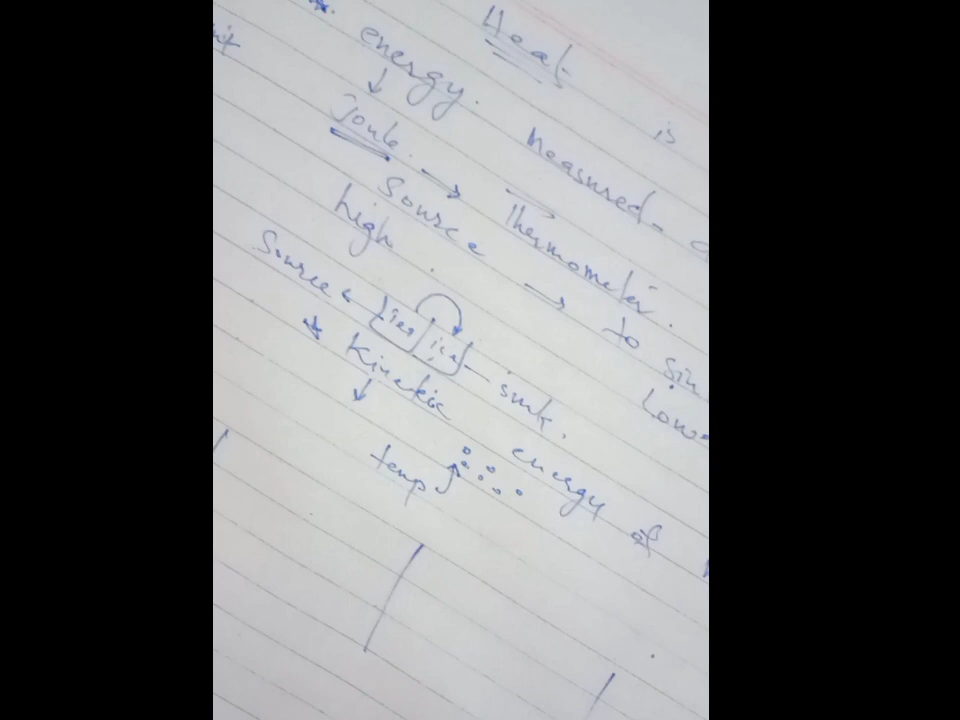 Heat
energy. is measured
Joule → Thermometer.
Source → to
high. Low
Source
Kinetic energy of
sink.
temp